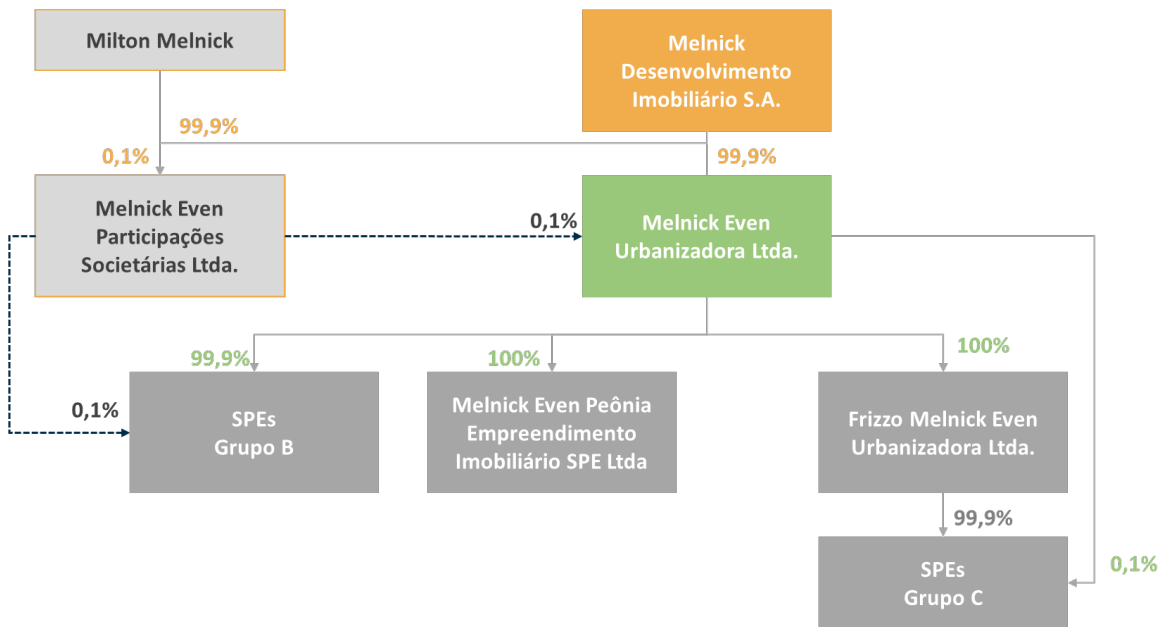 Milton Melnick
Melnick
Desenvolvimento
Imobiliário S.A.
99,9%
0,1%
99,9%
Melnick Even
Participações
Societárias Ltda.
0,1%
Melnick Even
Urbanizadora Ltda.
99,9%
100%
100%
0,1%
SPEs
Grupo B
Melnick Even Peônia
Empreendimento
Imobiliário SPE Ltda
Frizzo Melnick Even
Urbanizadora Ltda.
99,9%
0,1%
SPEs
Grupo C